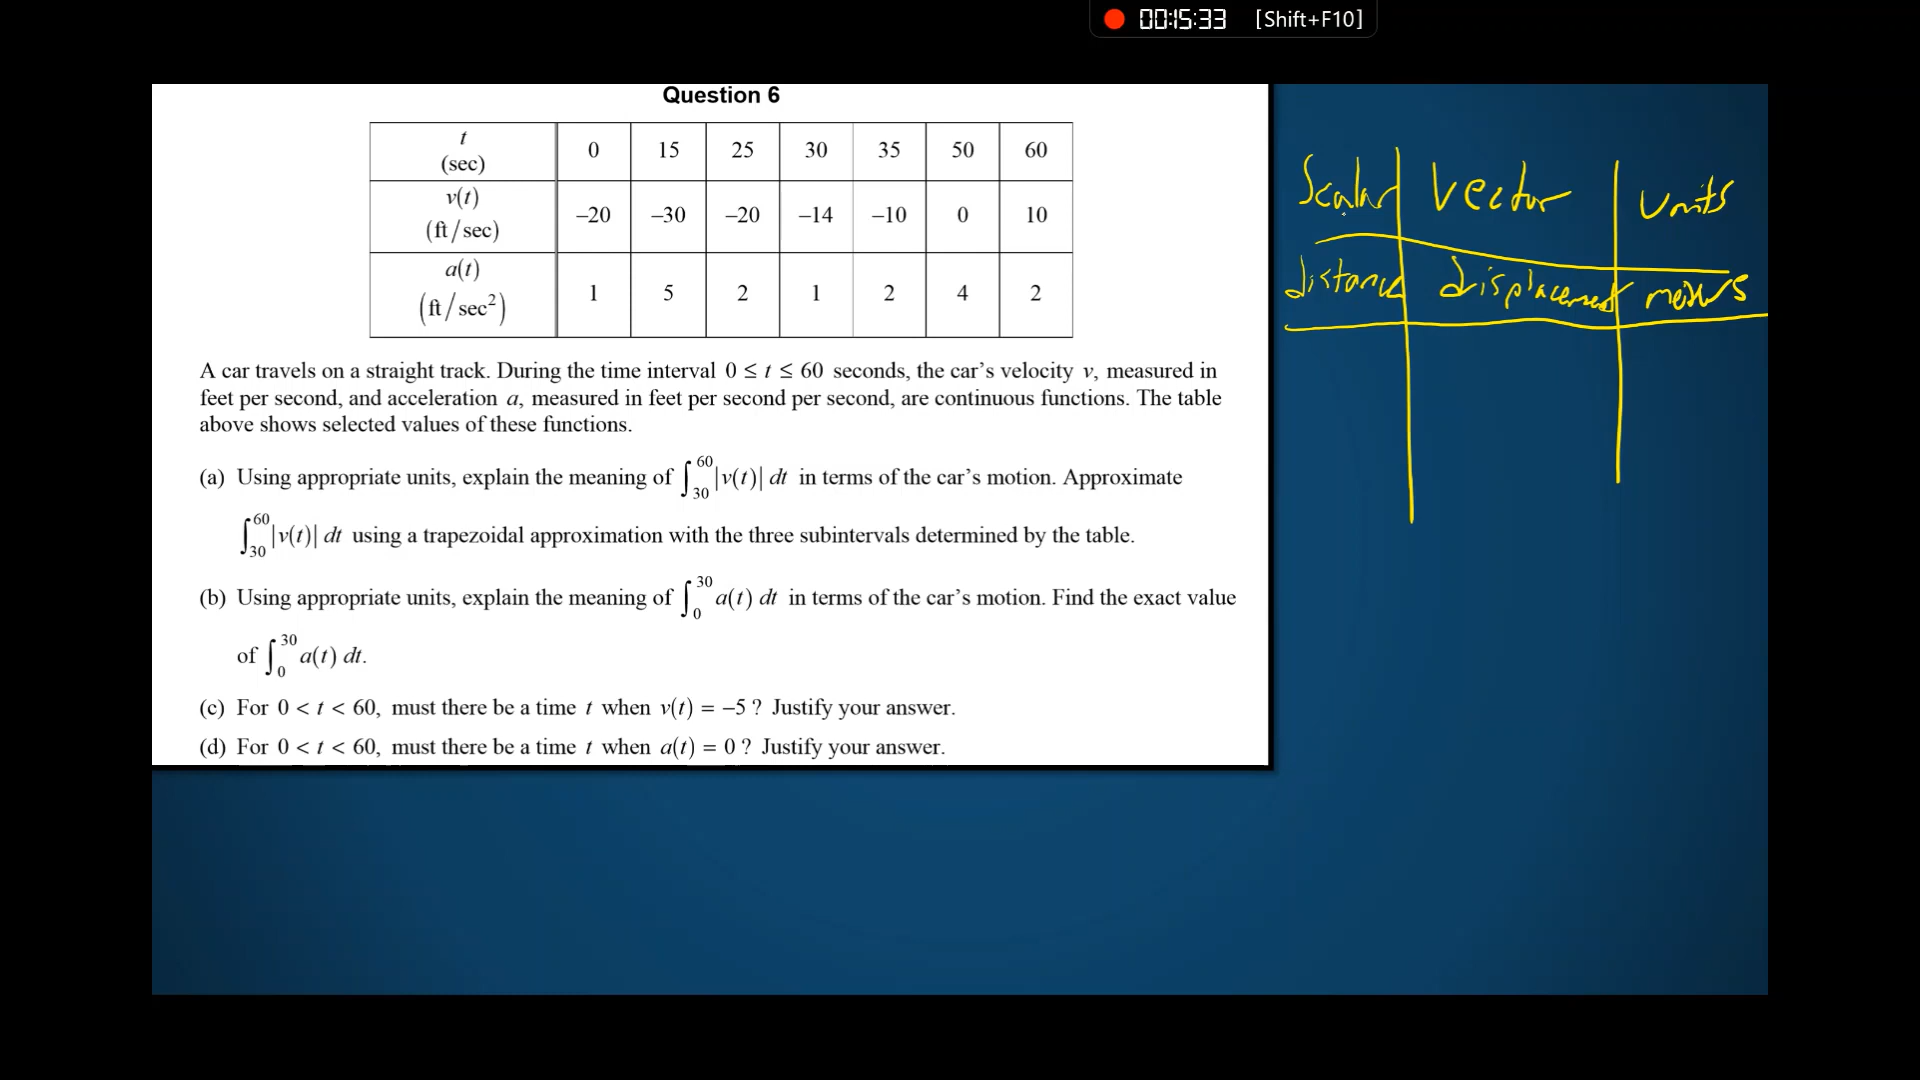 00:15:33 [Shift+F10]
Question 6
t (sec) 0 15 25 30 35 50 60
v(t) (ft/sec) –20 –30 –20 –14 –10 0 10
a(t) (ft/sec²) 1 5 2 1 2 4 2
A car travels on a straight track. During the time interval 0 ≤ t ≤ 60 seconds, the car's velocity v, measured in
feet per second, and acceleration a, measured in feet per second per second, are continuous functions. The table
above shows selected values of these functions.
(a) Using appropriate units, explain the meaning of ∫₃₀⁶⁰ |v(t)| dt in terms of the car's motion. Approximate
∫₃₀⁶⁰ |v(t)| dt using a trapezoidal approximation with the three subintervals determined by the table.
(b) Using appropriate units, explain the meaning of ∫₀³⁰ a(t) dt in terms of the car's motion. Find the exact value
of ∫₀³⁰ a(t) dt.
(c) For 0 < t < 60, must there be a time t when v(t) = –5? Justify your answer.
(d) For 0 < t < 60, must there be a time t when a(t) = 0? Justify your answer.
Scalar Vector Units
distance displacement meters